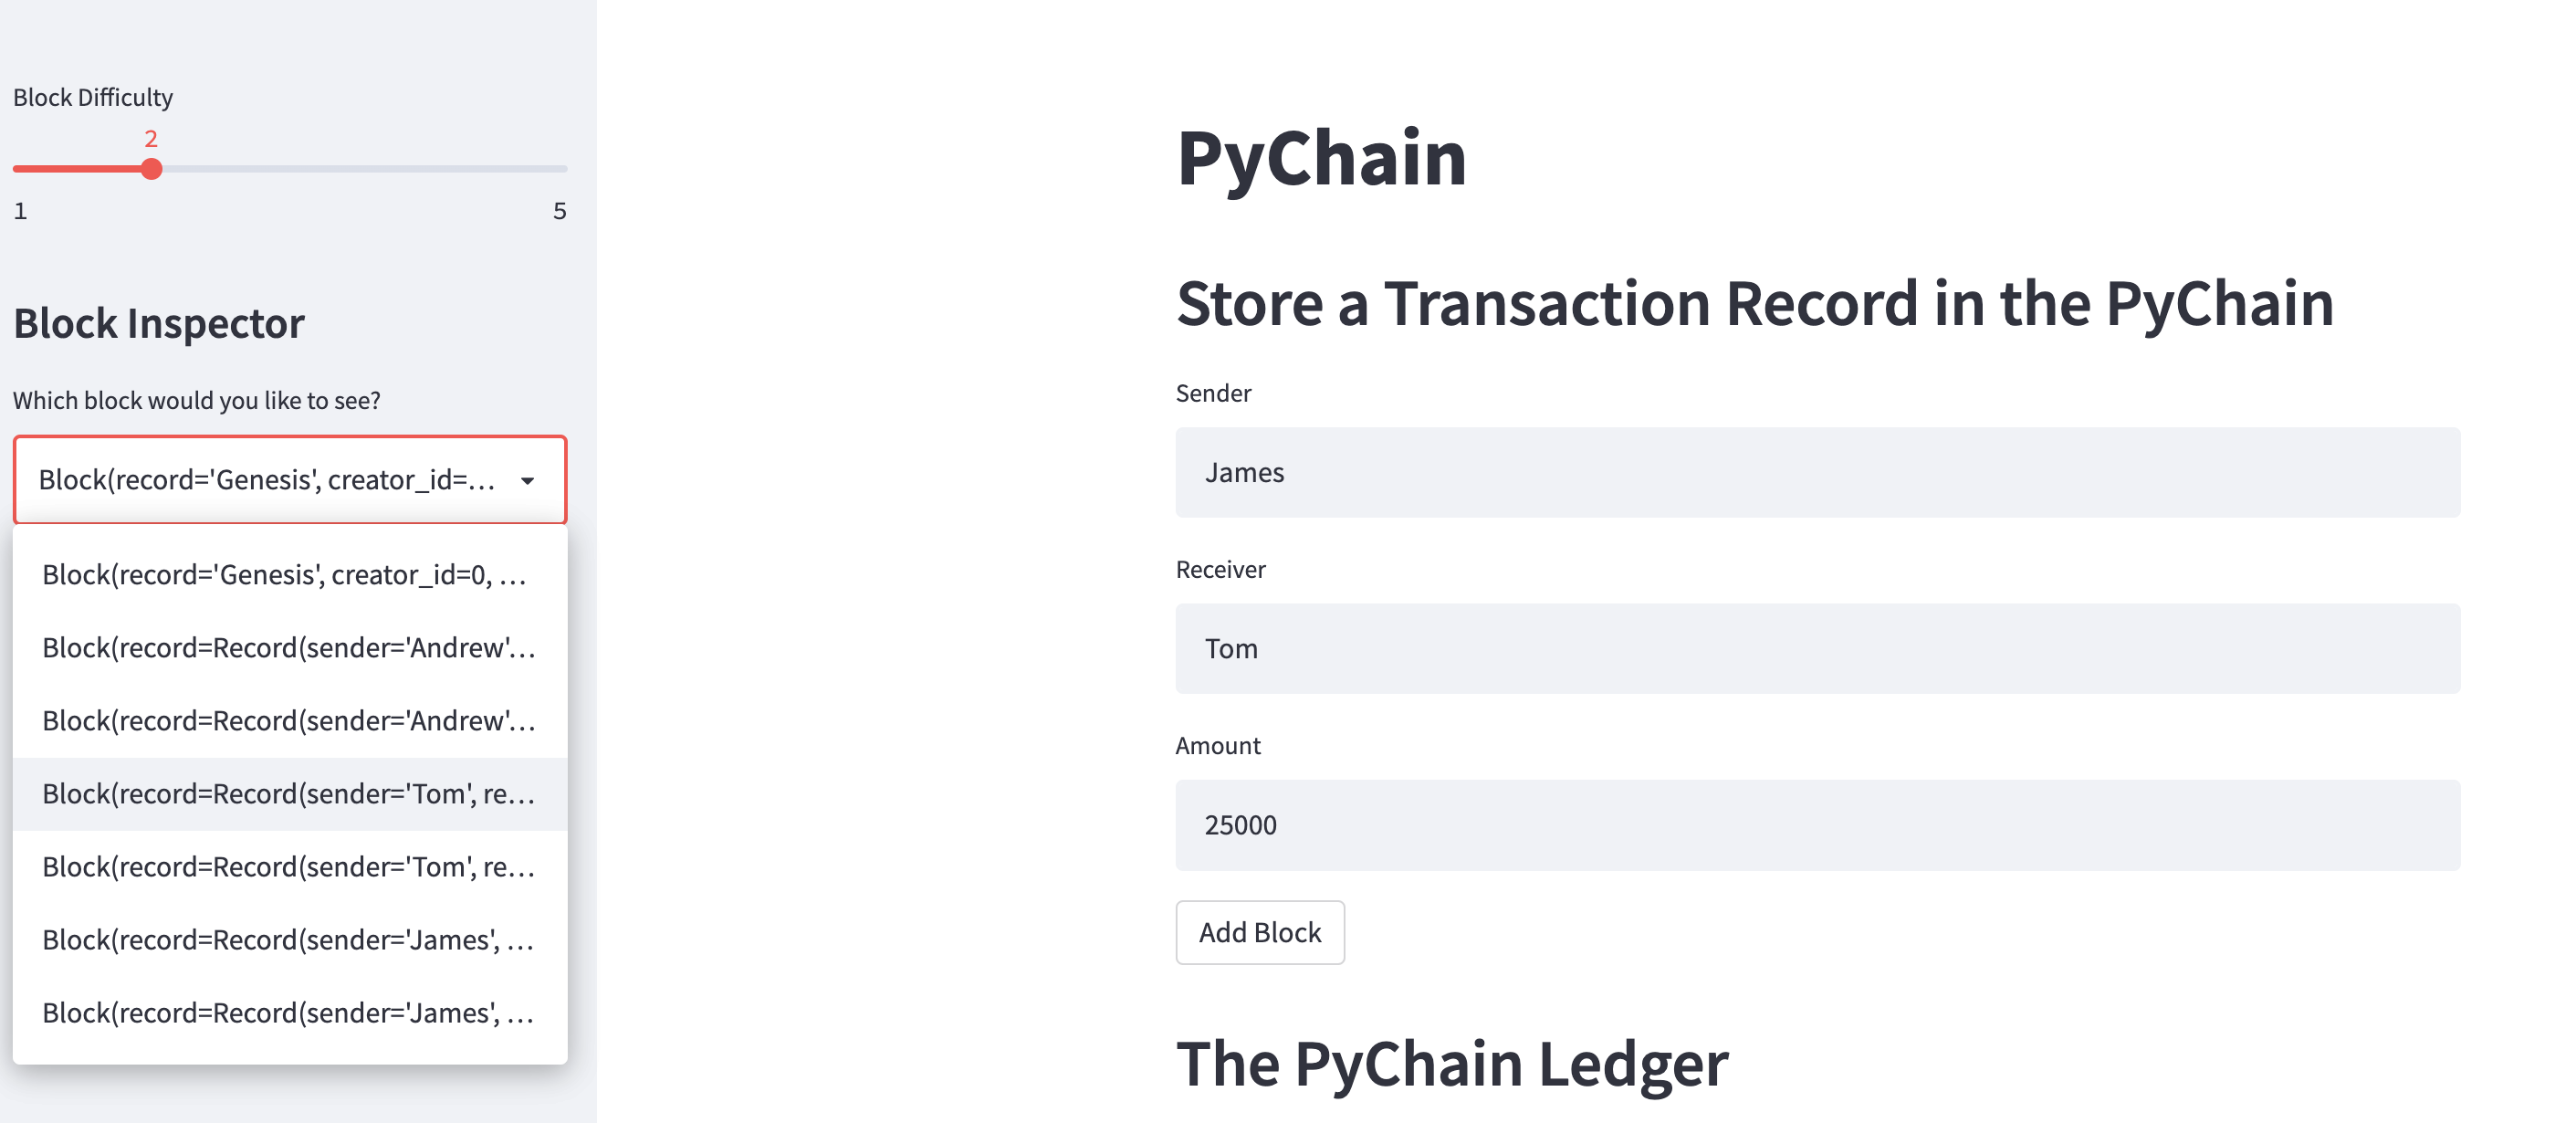 Block Difficulty
2
1 5
Block Inspector
Which block would you like to see?
Block(record='Genesis', creator_id=…
Block(record='Genesis', creator_id=0, …
Block(record=Record(sender='Andrew'…
Block(record=Record(sender='Andrew'…
Block(record=Record(sender='Tom', re…
Block(record=Record(sender='Tom', re…
Block(record=Record(sender='James', …
Block(record=Record(sender='James', …
PyChain
Store a Transaction Record in the PyChain
Sender
James
Receiver
Tom
Amount
25000
Add Block
The PyChain Ledger